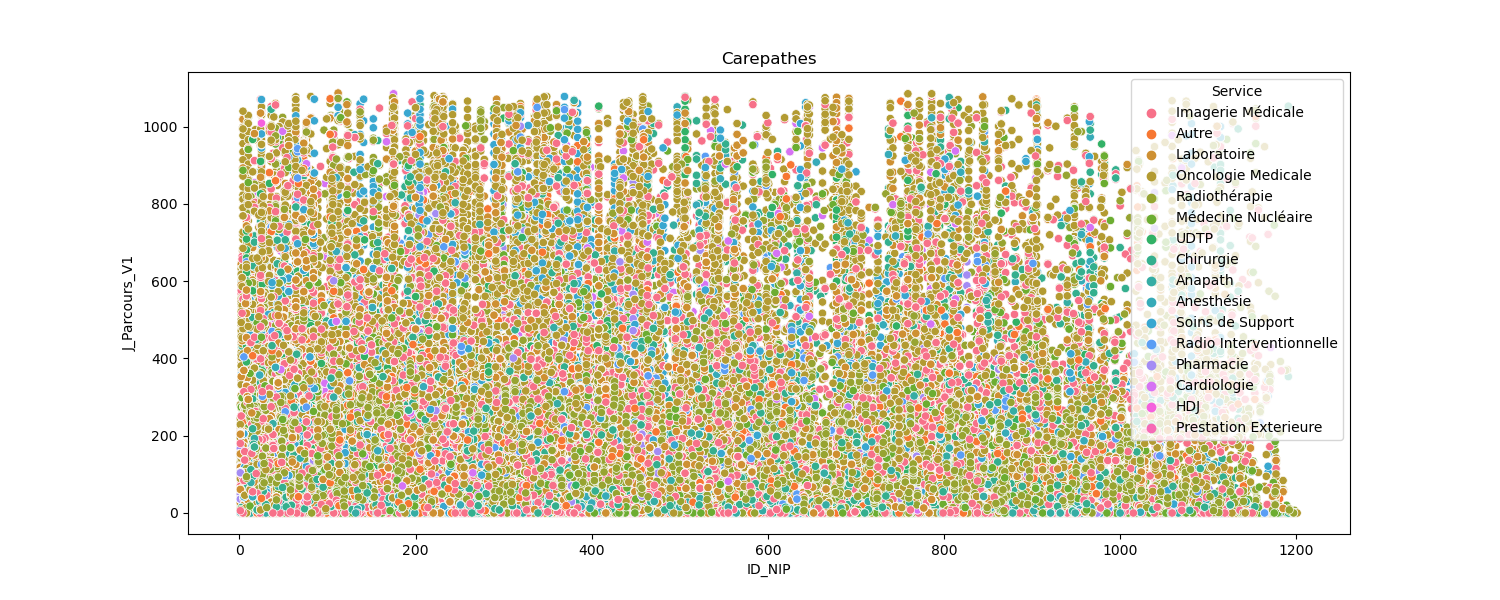 Carepathes
Service
Imagerie Médicale
Autre
Laboratoire
Oncologie Medicale
Radiothérapie
Médecine Nucléaire
UDTP
Chirurgie
Anapath
Anesthésie
Soins de Support
Radio Interventionnelle
Pharmacie
Cardiologie
HDJ
Prestation Exterieure
J_Parcours_V1
1000
800
600
400
200
0
0 200 400 600 800 1000 1200
ID_NIP